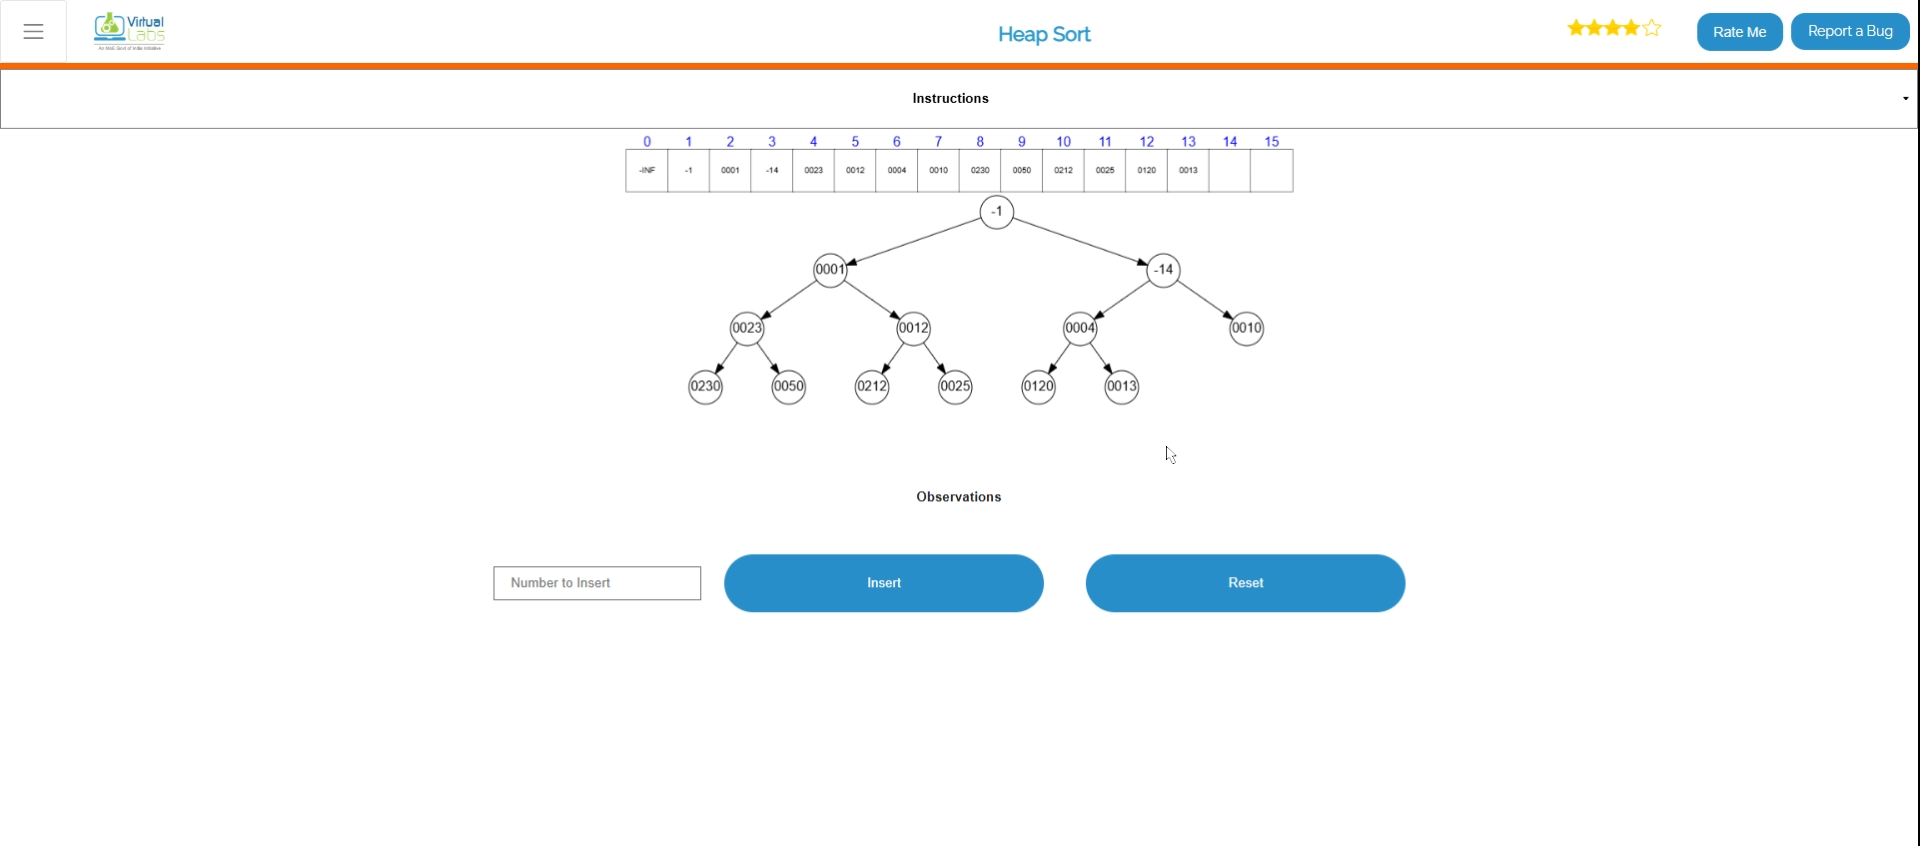 Virtual
Labs
An MoE Govt of India Initiative
Heap Sort
Rate Me
Report a Bug
Instructions
0 1 2 3 4 5 6 7 8 9 10 11 12 13 14 15
-INF -1 0001 -14 0023 0012 0004 0010 0230 0050 0212 0025 0120 0013
-1
0001 -14
0023 0012 0004 0010
0230 0050 0212 0025 0120 0013
Observations
Number to Insert
Insert
Reset